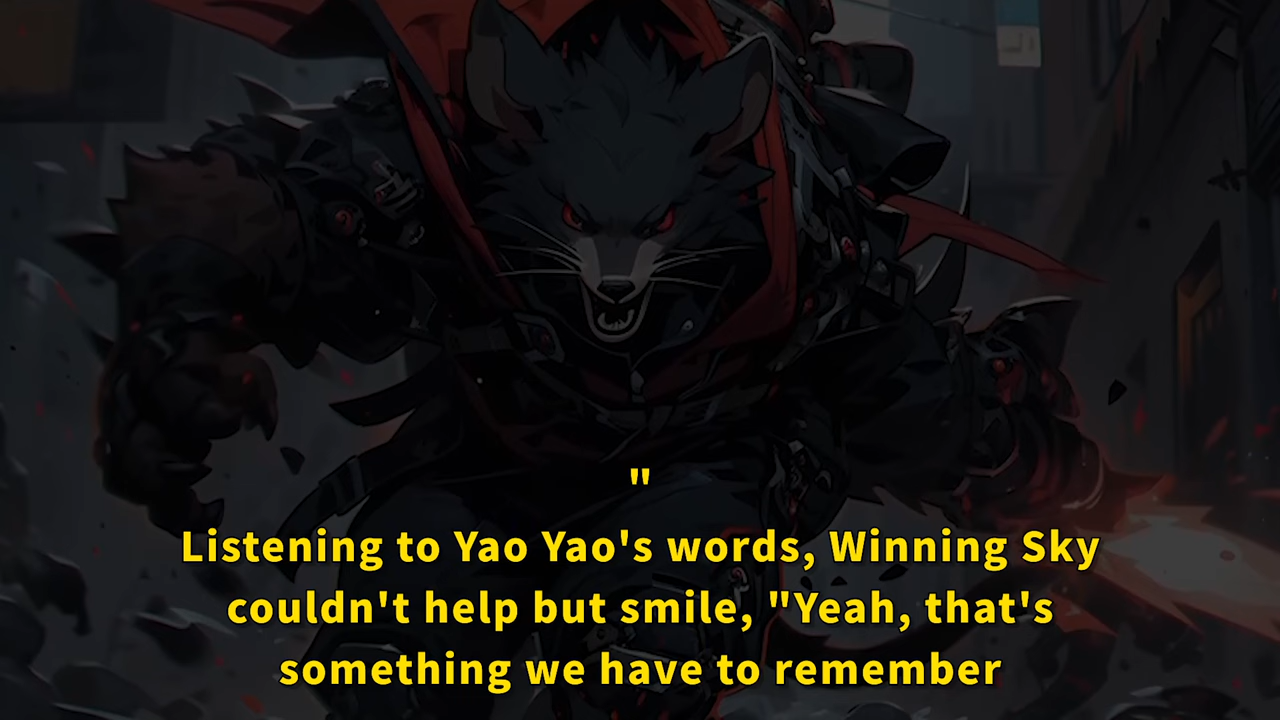 "
Listening to Yao Yao's words, Winning Sky
couldn't help but smile, "Yeah, that's
something we have to remember